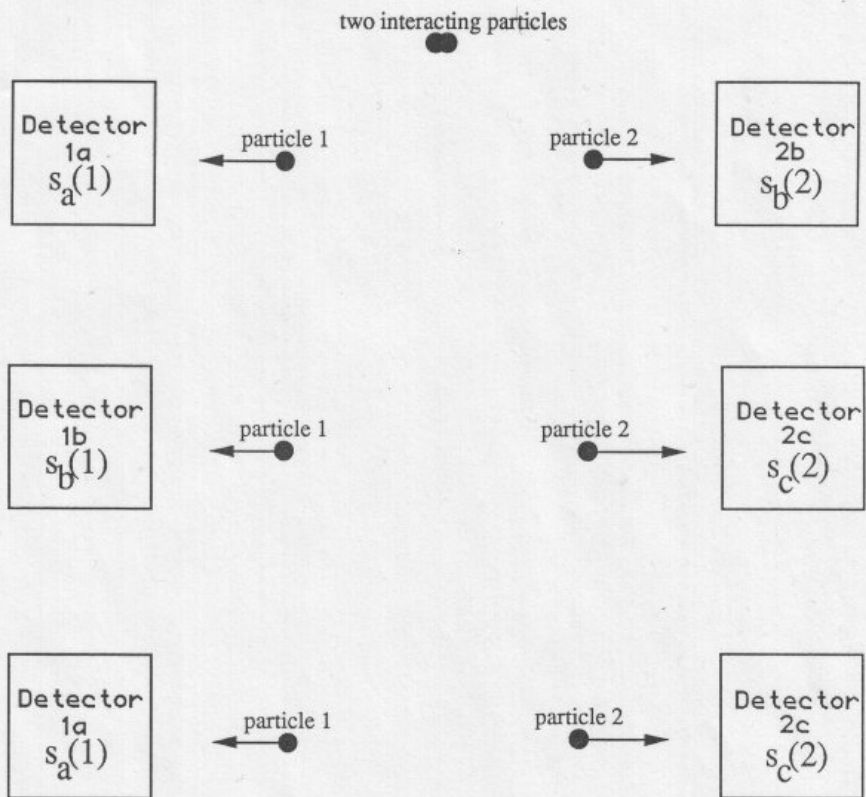 two interacting particles
Detector
1a
s_a(1)
particle 1
particle 2
Detector
2b
s_b(2)
Detector
1b
s_b(1)
particle 1
particle 2
Detector
2c
s_c(2)
Detector
1a
s_a(1)
particle 1
particle 2
Detector
2c
s_c(2)